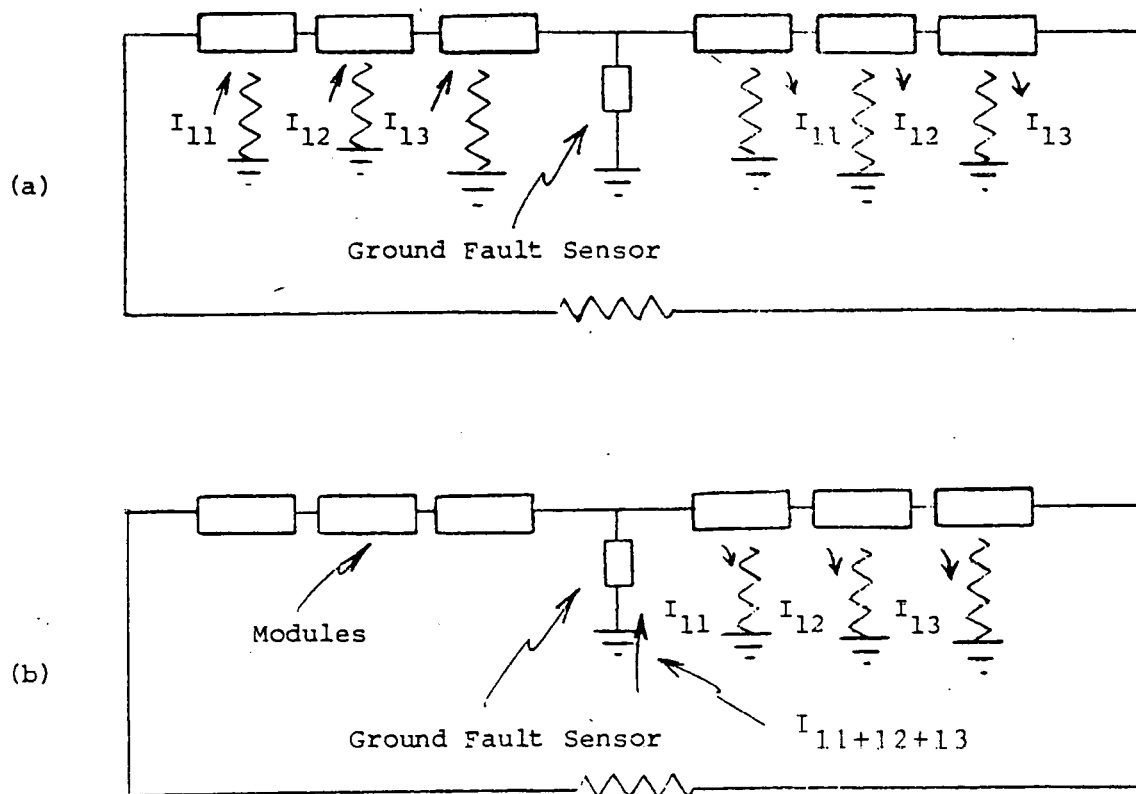 I11 I12 I13 I11 I12 I13
(a)
Ground Fault Sensor
I11 I12 I13
Modules
(b)
Ground Fault Sensor I11+12+13